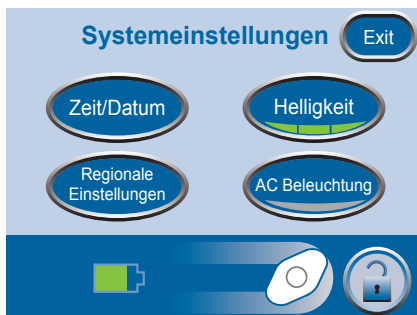 Systemeinstellungen
Exit
Zeit/Datum
Helligkeit
Regionale
Einstellungen
AC Beleuchtung